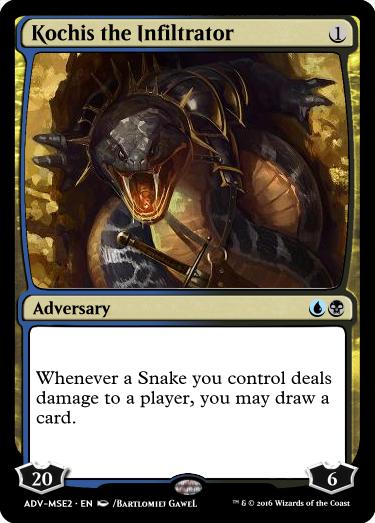 Kochis the Infiltrator 1
Adversary
Whenever a Snake you control deals
damage to a player, you may draw a
card.
20 6
ADV-MSE2 · EN /Bartlomiej Gawel ™ & © 2016 Wizards of the Coast